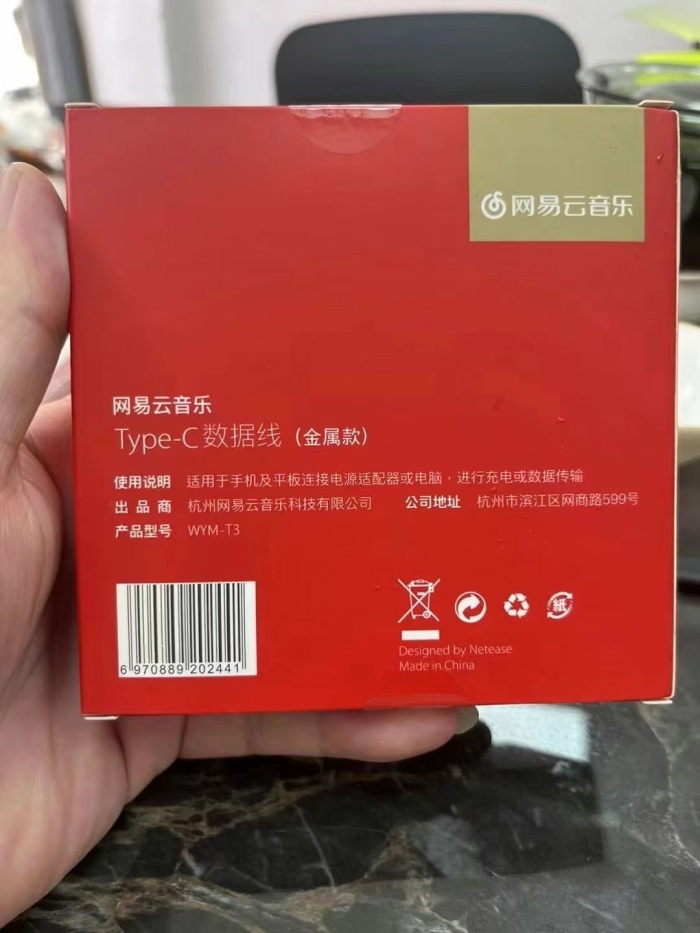 网易云音乐
网易云音乐
Type-C数据线（金属款）
使用说明 适用于手机及平板连接电源适配器或电脑，进行充电或数据传输
出品商 杭州网易云音乐科技有限公司 公司地址 杭州市滨江区网商路599号
产品型号 WYM-T3
紙
6 970889 202441
Designed by Netease
Made in China